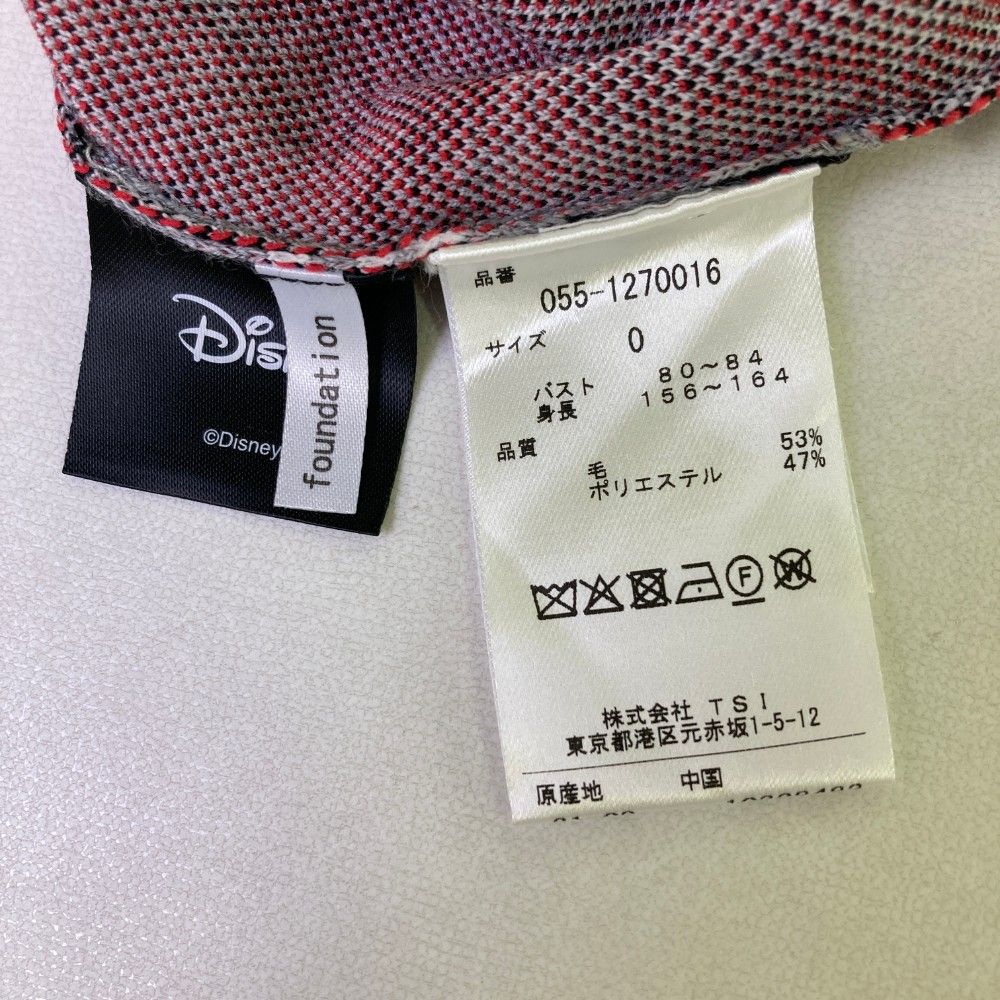 ©Disney
foundation
品番 055-1270016
サイズ 0
バスト 80～84
身長 156～164
品質
毛 53%
ポリエステル 47%
F
W
株式会社 TSI
東京都港区元赤坂1-5-12
原産地 中国